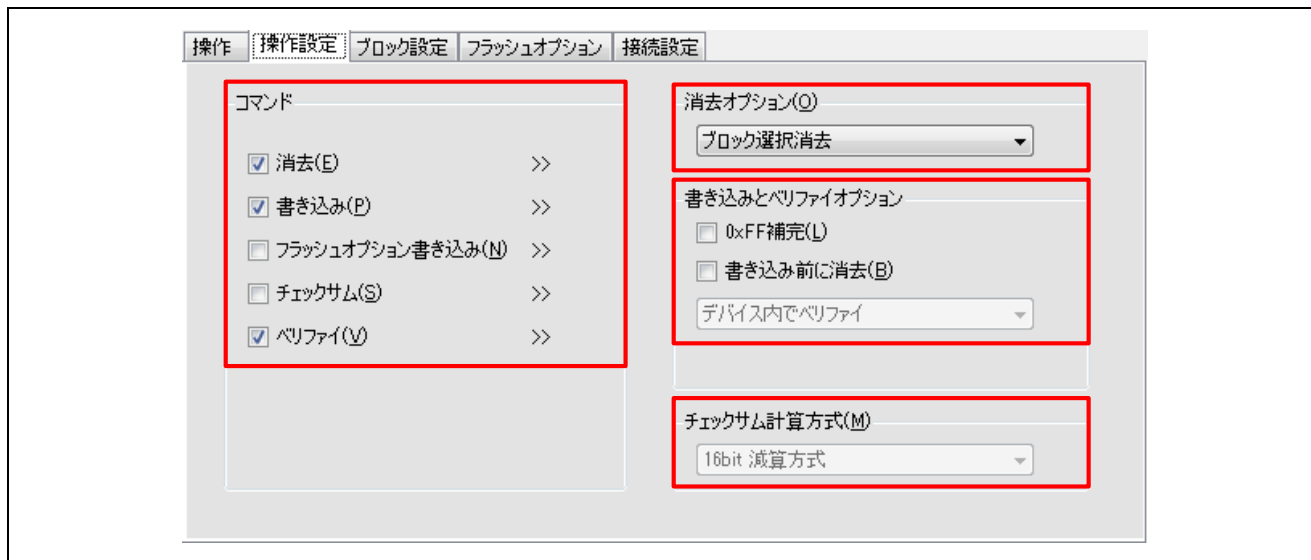 操作 操作設定 ブロック設定 フラッシュオプション 接続設定
コマンド
消去(E) >>
書き込み(P) >>
フラッシュオプション書き込み(N) >>
チェックサム(S) >>
ベリファイ(V) >>
消去オプション(O)
ブロック選択消去
書き込みとベリファイオプション
0xFF補完(L)
書き込み前に消去(B)
デバイス内でベリファイ
チェックサム計算方式(M)
16bit 減算方式